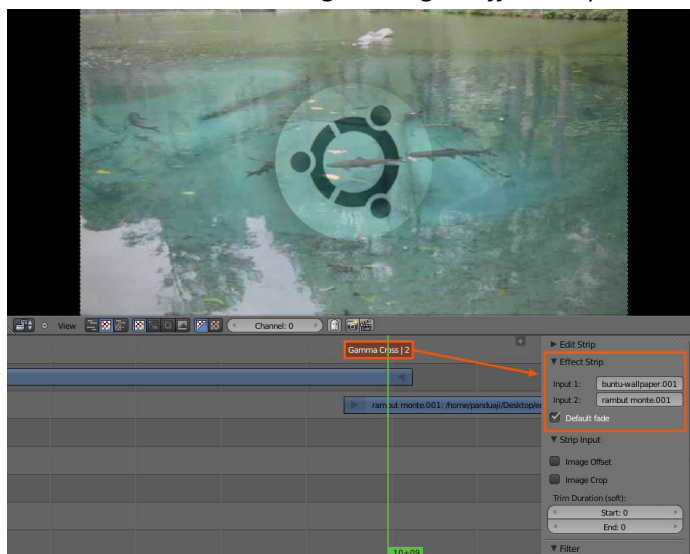 View
Channel: 0
Gamma Cross | 2
rambut monte.001: /home/panduaji/Desktop/e
Edit Strip
Effect Strip
Input 1: buntu-wallpaper.001
Input 2: rambut monte.001
Default fade
Strip Input
Image Offset
Image Crop
Trim Duration (soft):
Start: 0
End: 0
Filter
10+09